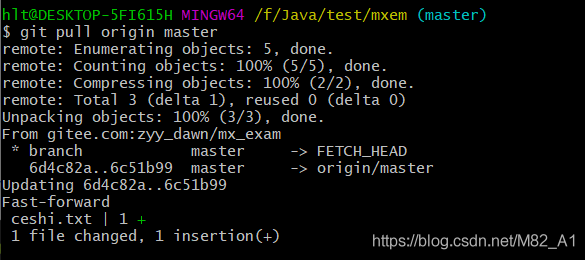 hlt@DESKTOP-5FI615H MINGW64 /f/Java/test/mxem (master)
$ git pull origin master
remote: Enumerating objects: 5, done.
remote: Counting objects: 100% (5/5), done.
remote: Compressing objects: 100% (2/2), done.
remote: Total 3 (delta 1), reused 0 (delta 0)
Unpacking objects: 100% (3/3), done.
From gitee.com:zyy_dawn/mx_exam
 * branch            master     -> FETCH_HEAD
   6d4c82a..6c51b99  master     -> origin/master
Updating 6d4c82a..6c51b99
Fast-forward
 ceshi.txt | 1 +
 1 file changed, 1 insertion(+)
https://blog.csdn.net/M82_A1